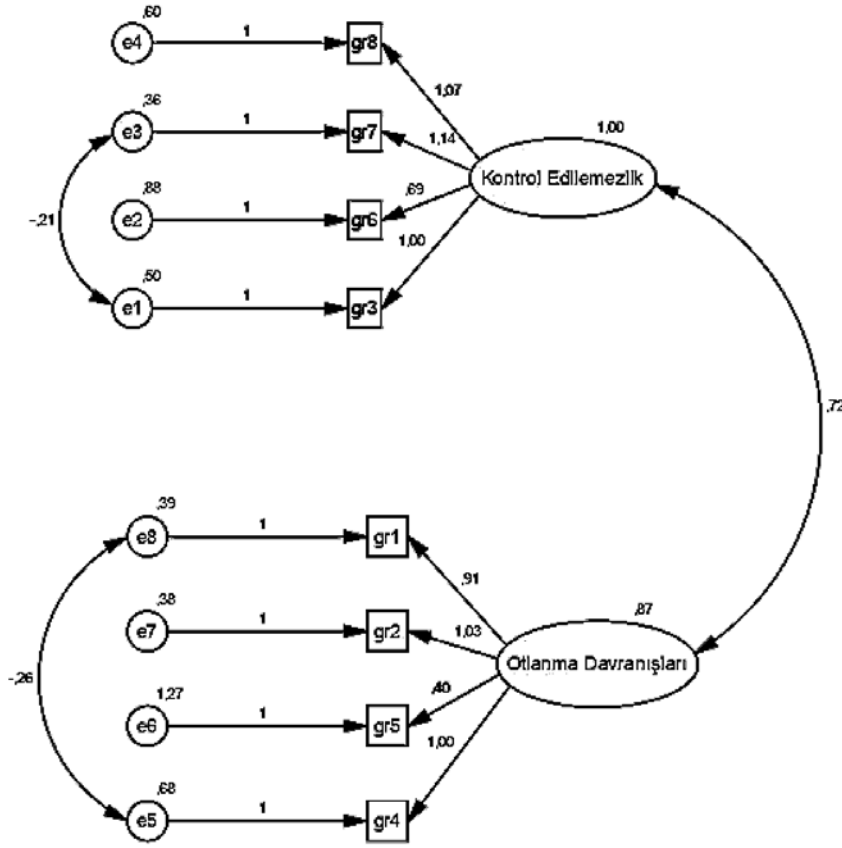 ,60
e4
1
gr8
1,07
,36
e3
1
gr7
1,14
1,00
Kontrol Edilemezlik
,88
e2
1
gr6
,69
-,21
,50
e1
1
gr3
1,00
,72
,39
e8
1
gr1
,91
,38
e7
1
gr2
1,03
,87
Otlanma Davranışları
-,26
1,27
e6
1
gr5
,40
,68
e5
1
gr4
1,00